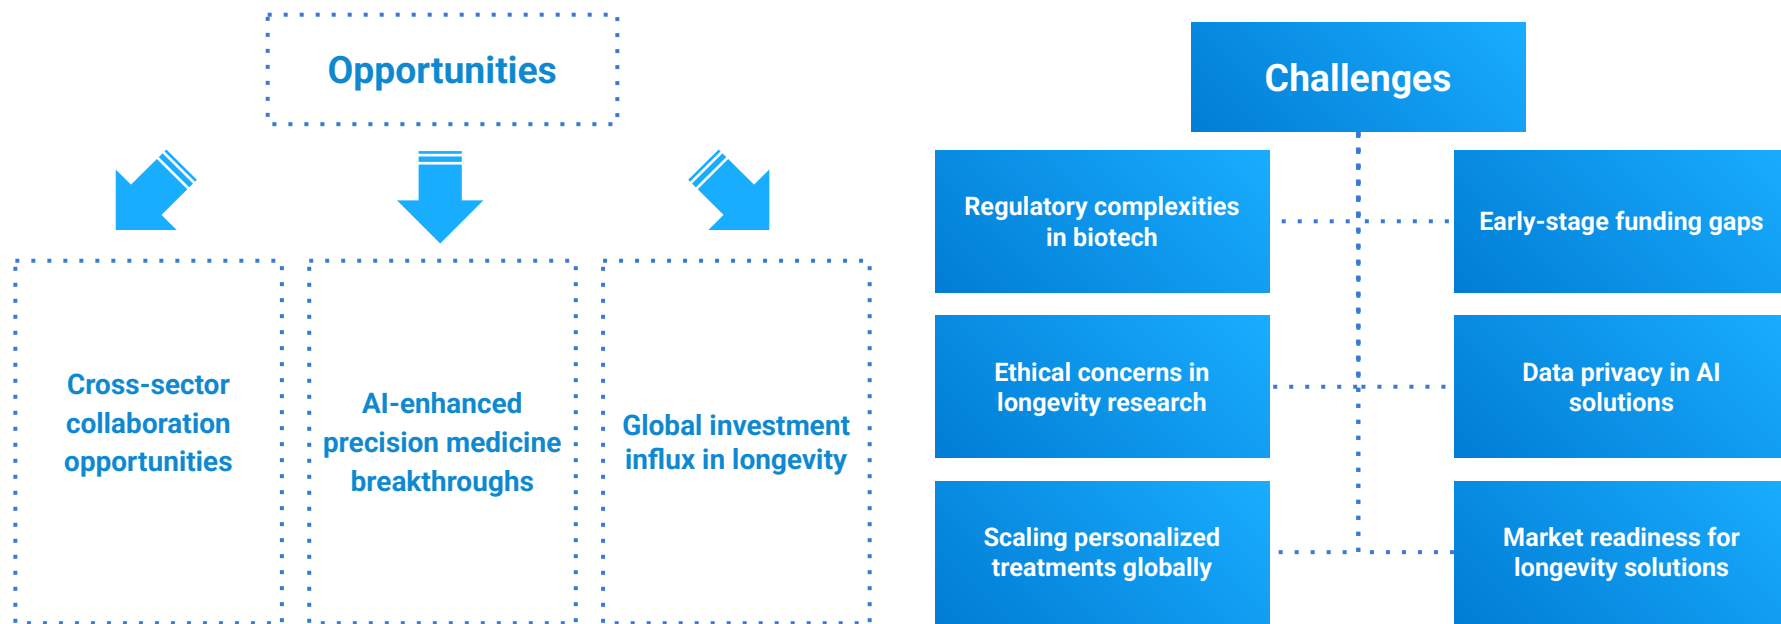 Opportunities
Cross-sector
collaboration
opportunities
AI-enhanced
precision medicine
breakthroughs
Global investment
influx in longevity
Challenges
Regulatory complexities
in biotech
Early-stage funding gaps
Ethical concerns in
longevity research
Data privacy in AI
solutions
Scaling personalized
treatments globally
Market readiness for
longevity solutions